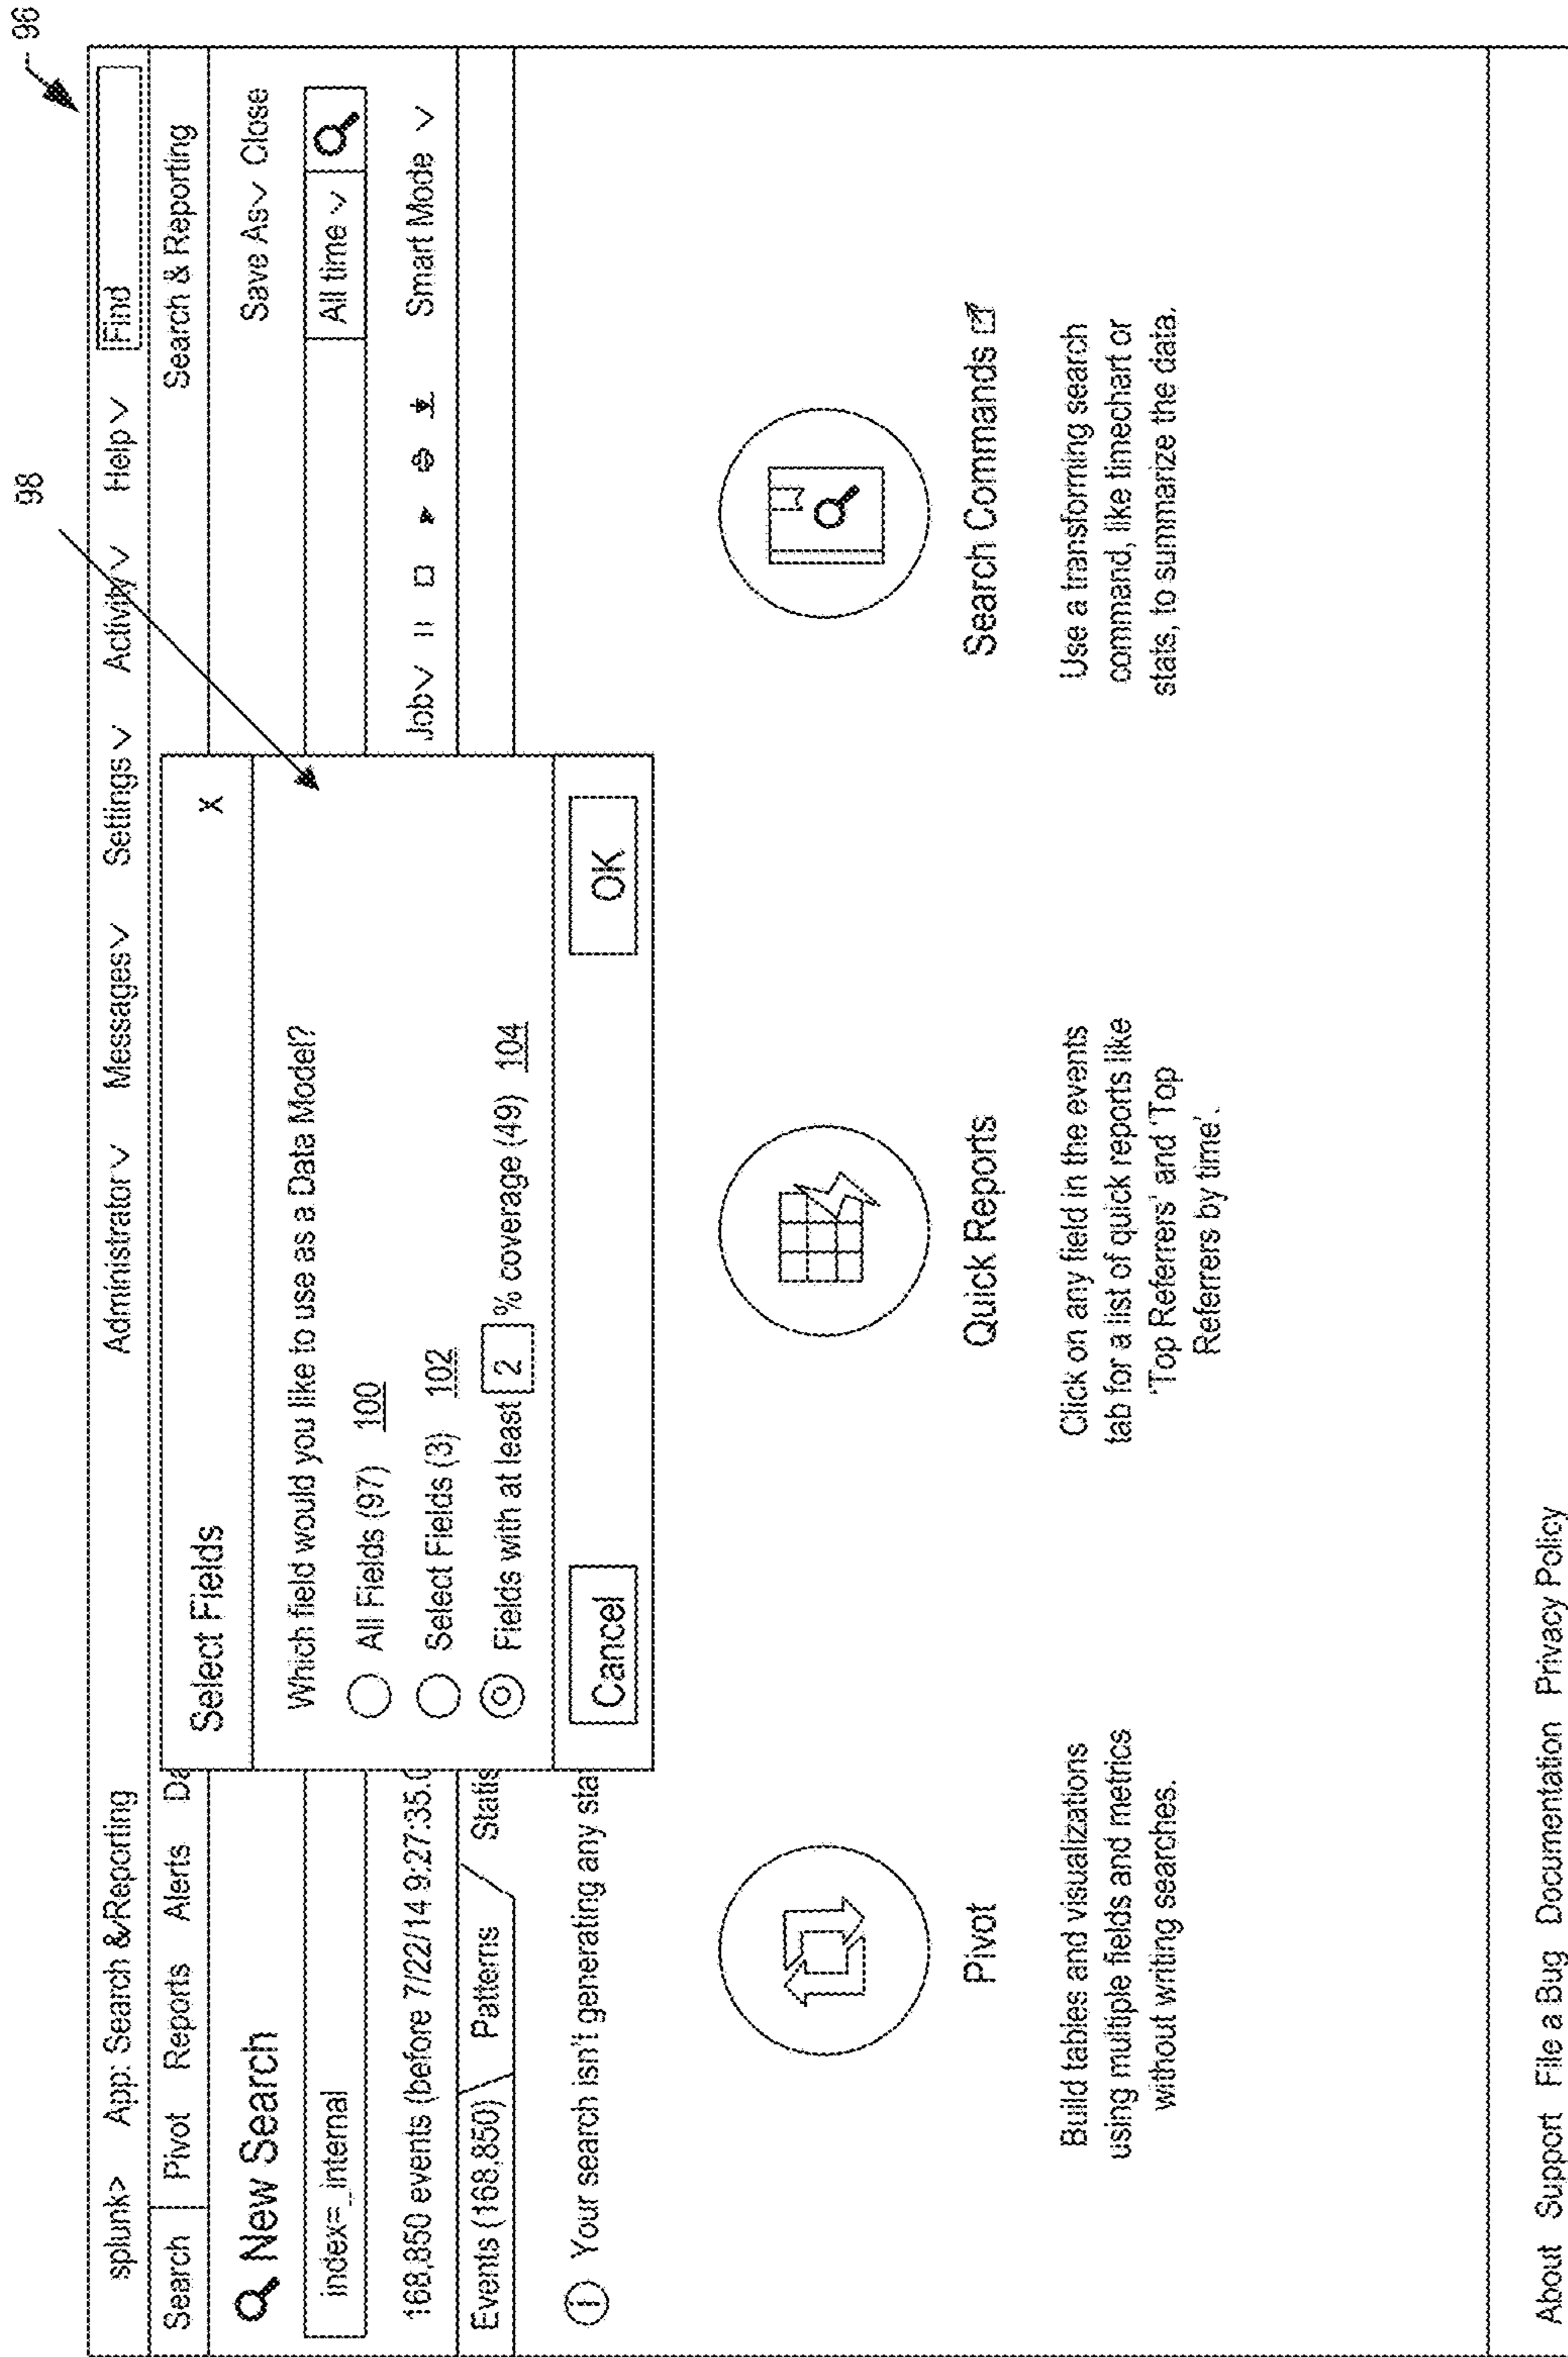 96
98
splunk> App: Search &Reporting Administrator Messages Settings Activity Help Find
Search Pivot Reports Alerts Da Search & Reporting
New Search Save As Close
index=_internal All time
168,850 events (before 7/22/14 9:27:35.0 Job Smart Mode
Events (168,850) Patterns Statis
Your search isn't generating any sta
Select Fields X
Which field would you like to use as a Data Model?
All Fields (97) 100
Select Fields (3) 102
Fields with at least 2 % coverage (49) 104
Cancel OK
Pivot
Build tables and visualizations
using multiple fields and metrics
without writing searches.
Quick Reports
Click on any field in the events
tab for a list of quick reports like
'Top Referrers' and 'Top
Referrers by time'.
Search Commands
Use a transforming search
command, like timechart or
stats, to summarize the data.
About Support File a Bug Documentation Privacy Policy